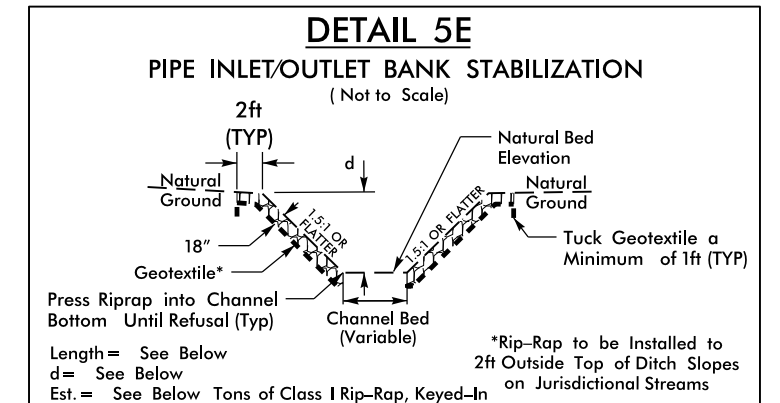 DETAIL 5E
PIPE INLET/OUTLET BANK STABILIZATION
( Not to Scale)
2ft
(TYP)
d
Natural Bed
Elevation
Natural
Ground
Natural
Ground
1.5:1 OR
FLATTER
1.5:1 OR FLATTER
18"
Geotextile*
Tuck Geotextile a
Minimum of 1ft (TYP)
Press Riprap into Channel
Bottom Until Refusal (Typ)
Channel Bed
(Variable)
*Rip-Rap to be Installed to
2ft Outside Top of Ditch Slopes
on Jurisdictional Streams
Length = See Below
d= See Below
Est. = See Below Tons of Class I Rip-Rap, Keyed-In